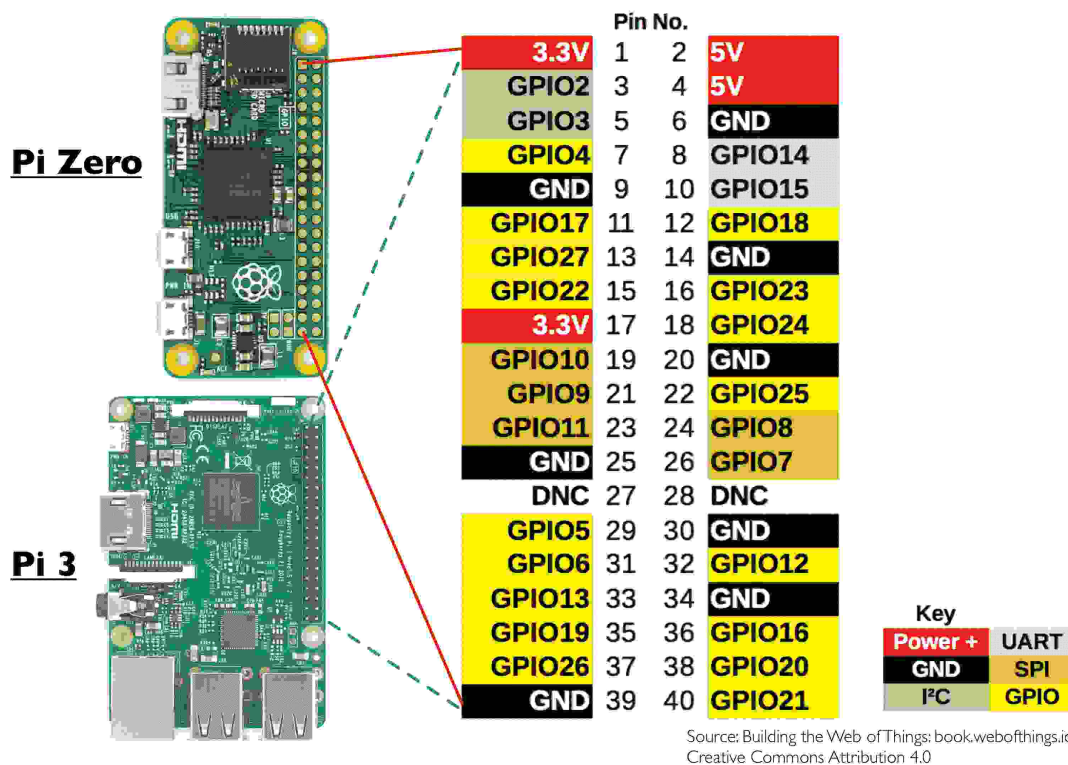 Pin No.
3.3V 1 2 5V
GPIO2 3 4 5V
GPIO3 5 6 GND
GPIO4 7 8 GPIO14
GND 9 10 GPIO15
GPIO17 11 12 GPIO18
GPIO27 13 14 GND
GPIO22 15 16 GPIO23
3.3V 17 18 GPIO24
GPIO10 19 20 GND
GPIO9 21 22 GPIO25
GPIO11 23 24 GPIO8
GND 25 26 GPIO7
DNC 27 28 DNC
GPIO5 29 30 GND
GPIO6 31 32 GPIO12
GPIO13 33 34 GND
GPIO19 35 36 GPIO16
GPIO26 37 38 GPIO20
GND 39 40 GPIO21
Pi Zero
HDMI
GPIO
USB
Pi 3
HDMI
Key
Power + UART
GND SPI
I²C GPIO
Source: Building the Web of Things: book.webofthings.io
Creative Commons Attribution 4.0